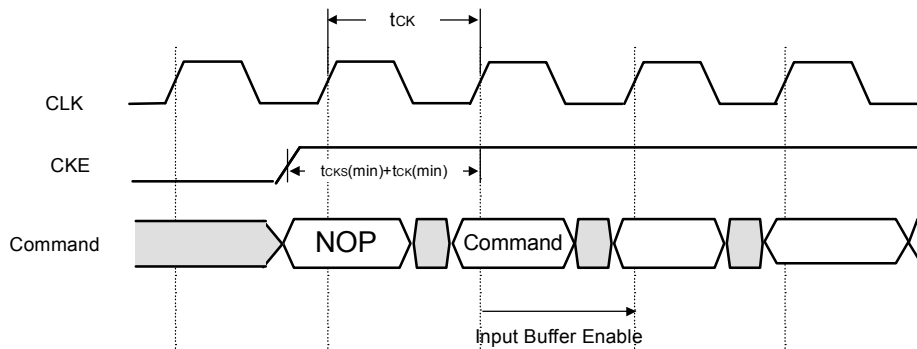 tCK
CLK
CKE
tCKS(min)+tCK(min)
Command
NOP
Command
Input Buffer Enable